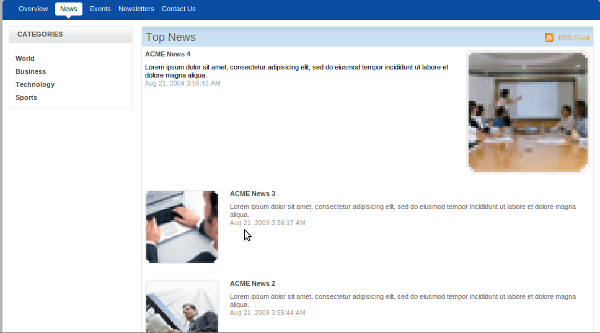 Overview News Events Newsletters Contact Us
CATEGORIES
World
Business
Technology
Sports
Top News
RSS Feed
ACME News 4
Lorem ipsum dolor sit amet, consectetur adipisicing elit, sed do eiusmod tempor incididunt ut labore et
dolore magna aliqua.
Aug 21, 2009 3:56:43 AM
ACME News 3
Lorem ipsum dolor sit amet, consectetur adipisicing elit, sed do eiusmod tempor incididunt ut labore et dolore magna
aliqua.
Aug 21, 2009 3:56:17 AM
ACME News 2
Lorem ipsum dolor sit amet, consectetur adipisicing elit, sed do eiusmod tempor incididunt ut labore et dolore magna
aliqua.
Aug 21, 2009 3:55:44 AM